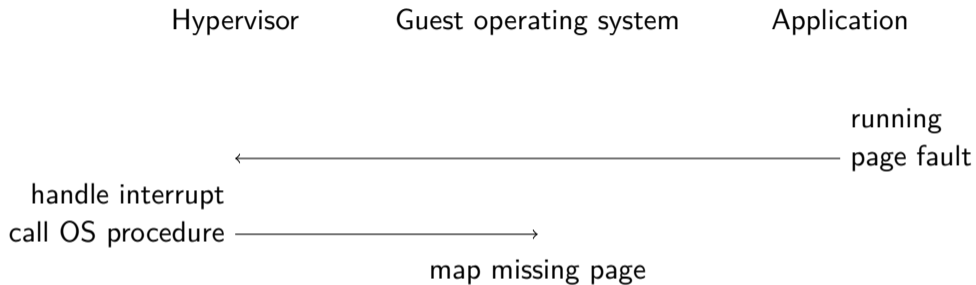 Hypervisor Guest operating system Application
running
page fault
handle interrupt
call OS procedure
map missing page